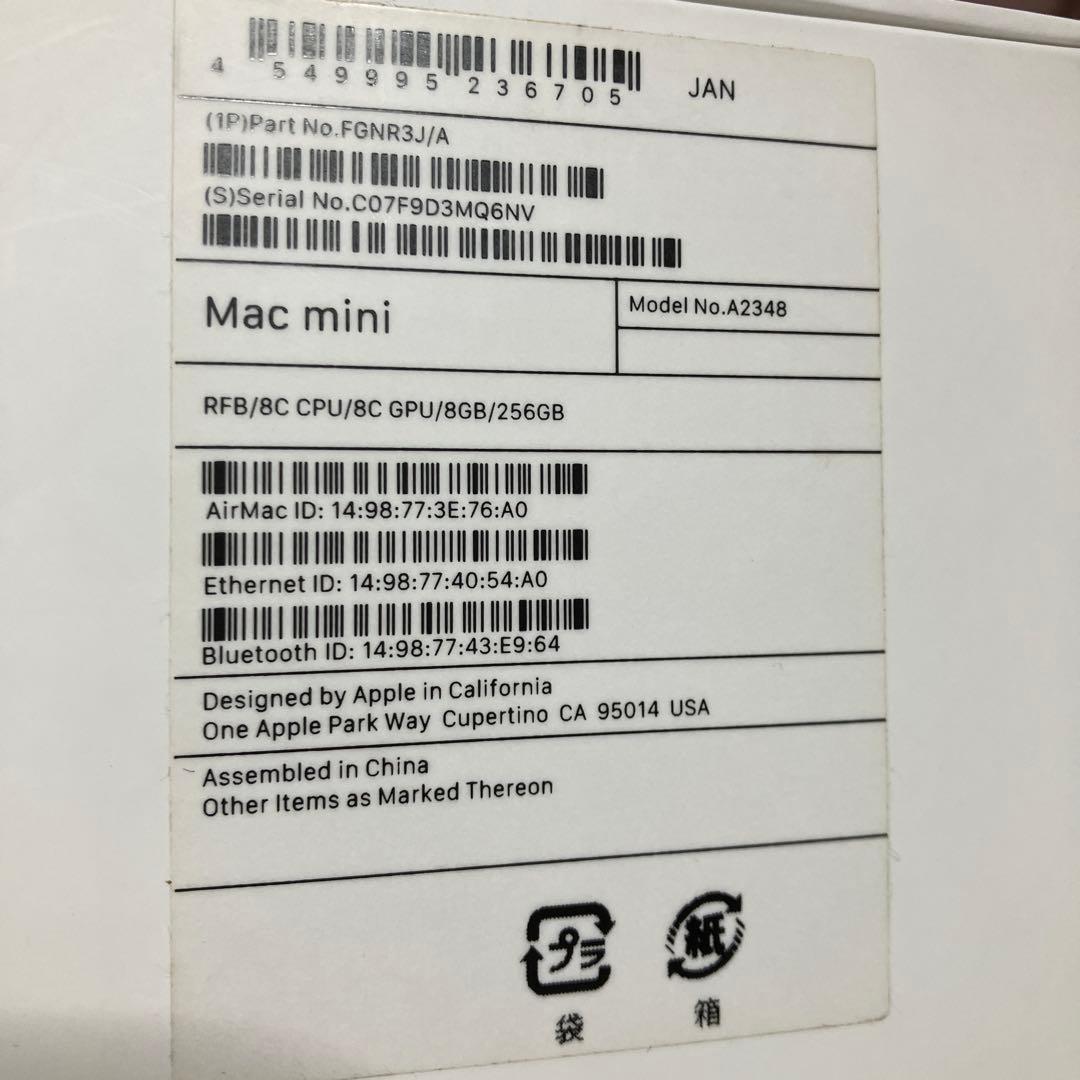 4 549995 236705
JAN
(1P)Part No.FGNR3J/A
(S)Serial No.C07F9D3MQ6NV
Mac mini
Model No.A2348
RFB/8C CPU/8C GPU/8GB/256GB
AirMac ID: 14:98:77:3E:76:A0
Ethernet ID: 14:98:77:40:54:A0
Bluetooth ID: 14:98:77:43:E9:64
Designed by Apple in California
One Apple Park Way Cupertino CA 95014 USA
Assembled in China
Other Items as Marked Thereon
プラ
紙
袋
箱